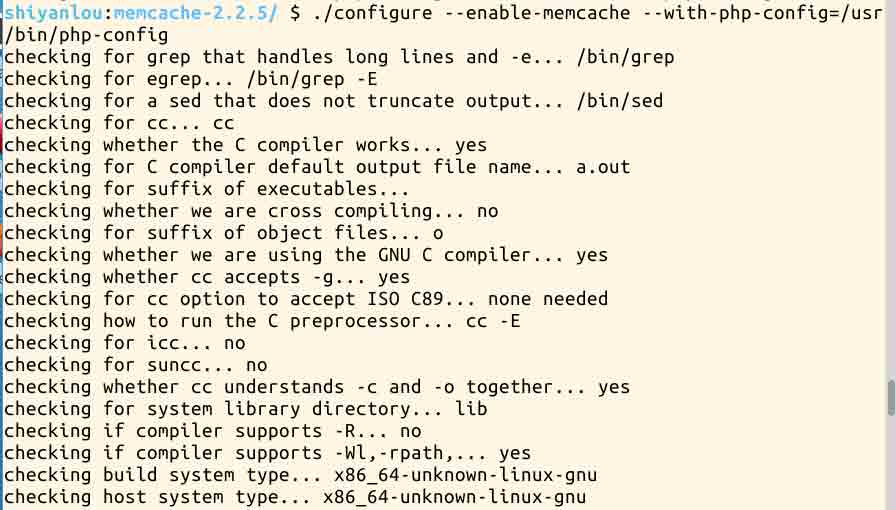 shiyanlou:memcache-2.2.5/ $ ./configure --enable-memcache --with-php-config=/usr
/bin/php-config
checking for grep that handles long lines and -e... /bin/grep
checking for egrep... /bin/grep -E
checking for a sed that does not truncate output... /bin/sed
checking for cc... cc
checking whether the C compiler works... yes
checking for C compiler default output file name... a.out
checking for suffix of executables...
checking whether we are cross compiling... no
checking for suffix of object files... o
checking whether we are using the GNU C compiler... yes
checking whether cc accepts -g... yes
checking for cc option to accept ISO C89... none needed
checking how to run the C preprocessor... cc -E
checking for icc... no
checking for suncc... no
checking whether cc understands -c and -o together... yes
checking for system library directory... lib
checking if compiler supports -R... no
checking if compiler supports -Wl,-rpath,... yes
checking build system type... x86_64-unknown-linux-gnu
checking host system type... x86_64-unknown-linux-gnu